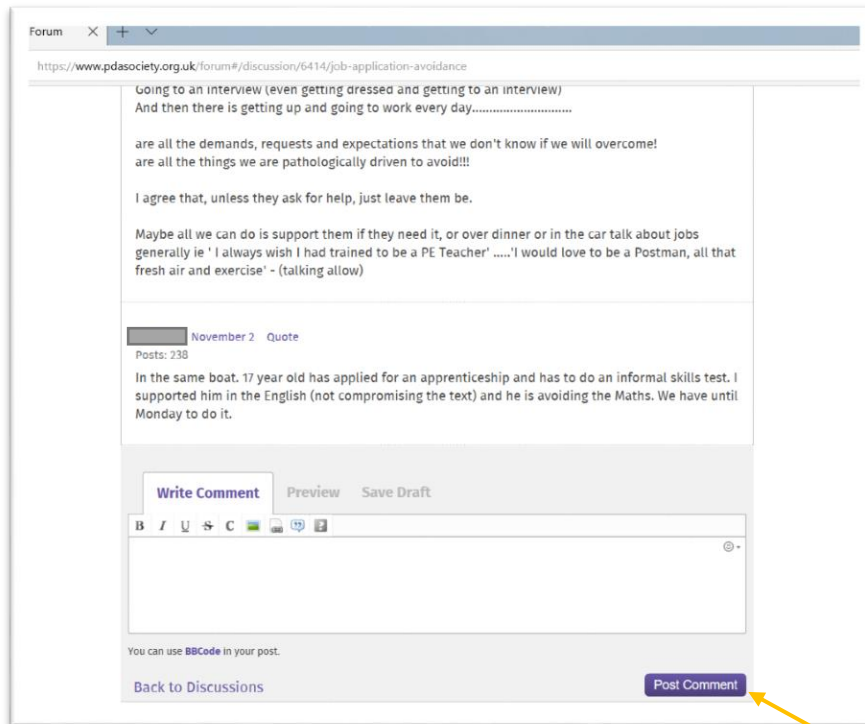 Forum
https://www.pdasociety.org.uk/forum#/discussion/6414/job-application-avoidance
Going to an interview (even getting dressed and getting to an interview)
And then there is getting up and going to work every day.............................
are all the demands, requests and expectations that we don't know if we will overcome!
are all the things we are pathologically driven to avoid!!!
I agree that, unless they ask for help, just leave them be.
Maybe all we can do is support them if they need it, or over dinner or in the car talk about jobs
generally ie ' I always wish I had trained to be a PE Teacher' .....'I would love to be a Postman, all that
fresh air and exercise' - (talking allow)
November 2 Quote
Posts: 238
In the same boat. 17 year old has applied for an apprenticeship and has to do an informal skills test. I
supported him in the English (not compromising the text) and he is avoiding the Maths. We have until
Monday to do it.
Write Comment Preview Save Draft
B I U S C
You can use BBCode in your post.
Back to Discussions Post Comment